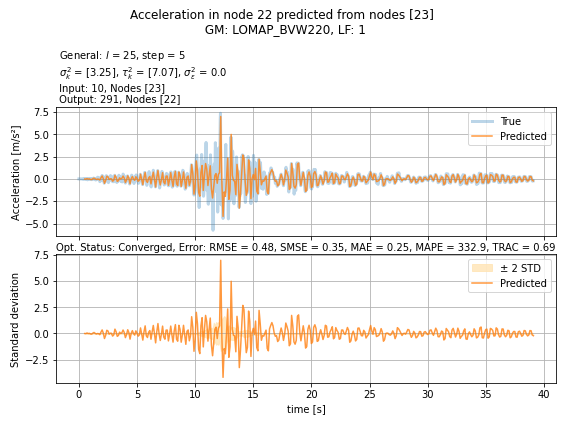 Acceleration in node 22 predicted from nodes [23]
GM: LOMAP_BVW220, LF: 1
General: l = 25, step = 5
σ²ₖ = [3.25], τ²ₖ = [7.07], σ²ε = 0.0
Input: 10, Nodes [23]
Output: 291, Nodes [22]
7.5
5.0
2.5
0.0
−2.5
−5.0
Acceleration [m/s²]
True
Predicted
Opt. Status: Converged, Error: RMSE = 0.48, SMSE = 0.35, MAE = 0.25, MAPE = 332.9, TRAC = 0.69
7.5
5.0
2.5
0.0
−2.5
Standard deviation
± 2 STD
Predicted
0 5 10 15 20 25 30 35 40
time [s]